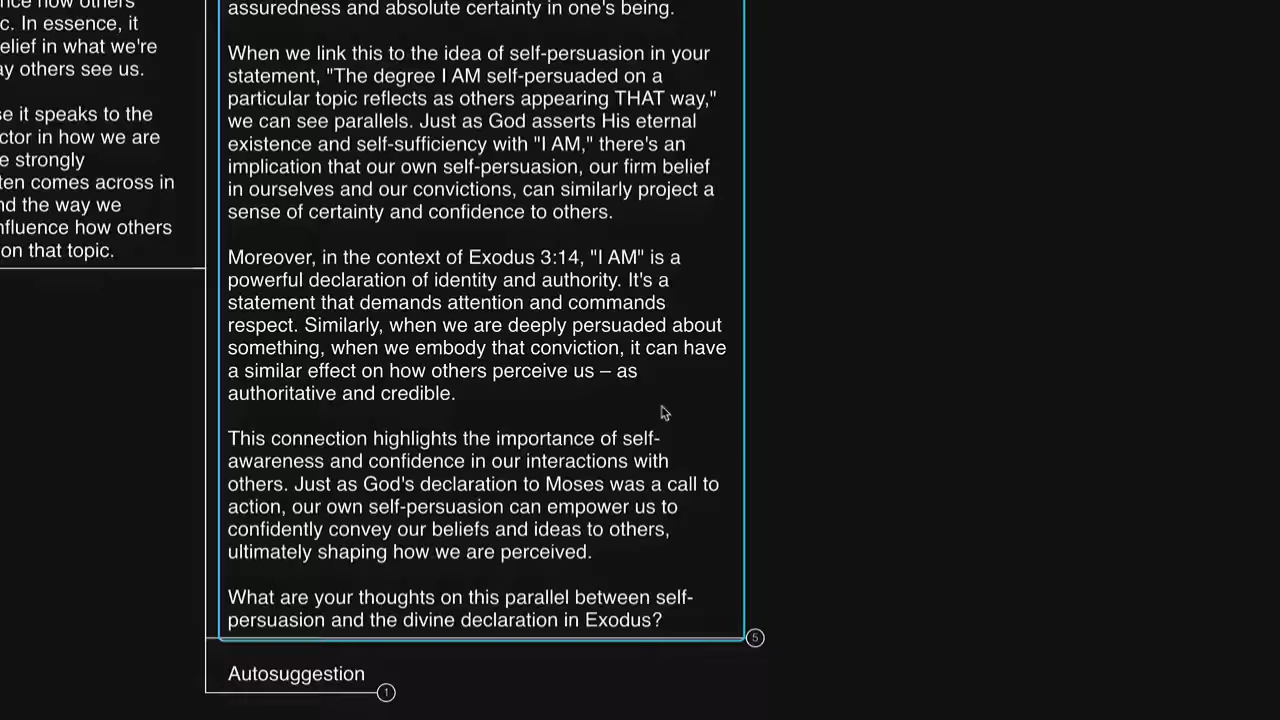 nce how others
c. In essence, it
elief in what we're
ay others see us.
se it speaks to the
ctor in how we are
e strongly
ten comes across in
nd the way we
nfluence how others
on that topic.
assuredness and absolute certainty in one's being.
When we link this to the idea of self-persuasion in your
statement, "The degree I AM self-persuaded on a
particular topic reflects as others appearing THAT way,"
we can see parallels. Just as God asserts His eternal
existence and self-sufficiency with "I AM," there's an
implication that our own self-persuasion, our firm belief
in ourselves and our convictions, can similarly project a
sense of certainty and confidence to others.
Moreover, in the context of Exodus 3:14, "I AM" is a
powerful declaration of identity and authority. It's a
statement that demands attention and commands
respect. Similarly, when we are deeply persuaded about
something, when we embody that conviction, it can have
a similar effect on how others perceive us – as
authoritative and credible.
This connection highlights the importance of self-
awareness and confidence in our interactions with
others. Just as God's declaration to Moses was a call to
action, our own self-persuasion can empower us to
confidently convey our beliefs and ideas to others,
ultimately shaping how we are perceived.
What are your thoughts on this parallel between self-
persuasion and the divine declaration in Exodus?
5
Autosuggestion
1